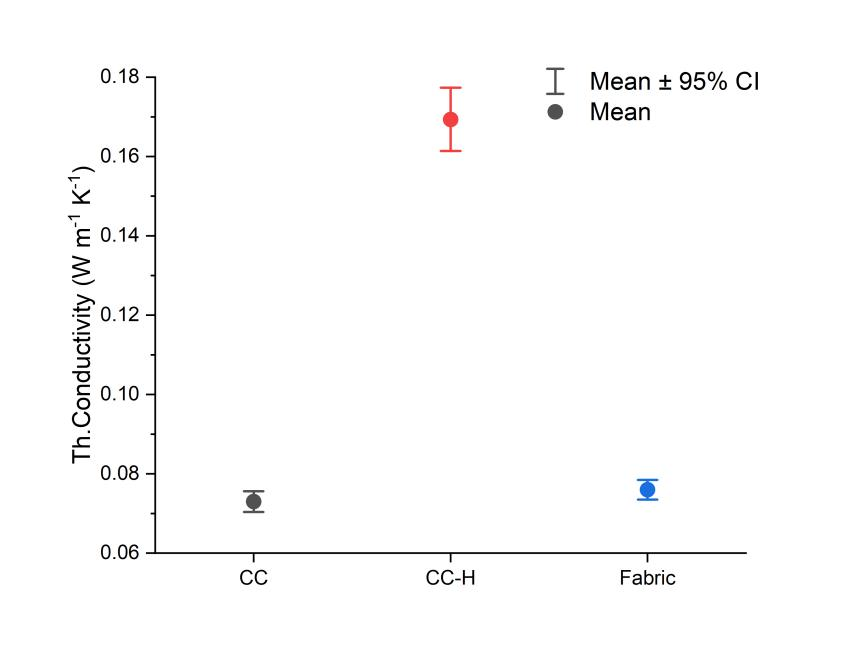 Mean ± 95% CI
Mean
Th.Conductivity (W m⁻¹ K⁻¹)
0.18
0.16
0.14
0.12
0.10
0.08
0.06
CC
CC-H
Fabric